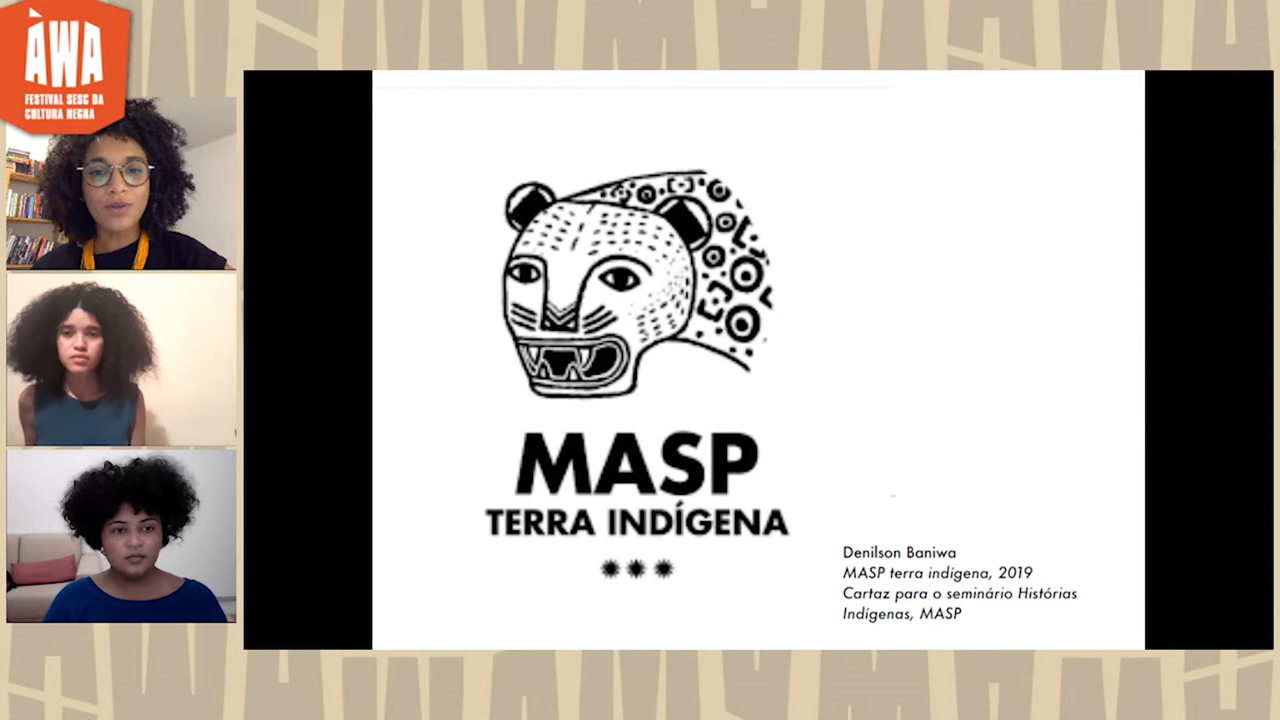 ÀWA
FESTIVAL SESC DA
CULTURA NEGRA
MASP
TERRA INDÍGENA
Denilson Baniwa
MASP terra indígena, 2019
Cartaz para o seminário Histórias
Indígenas, MASP